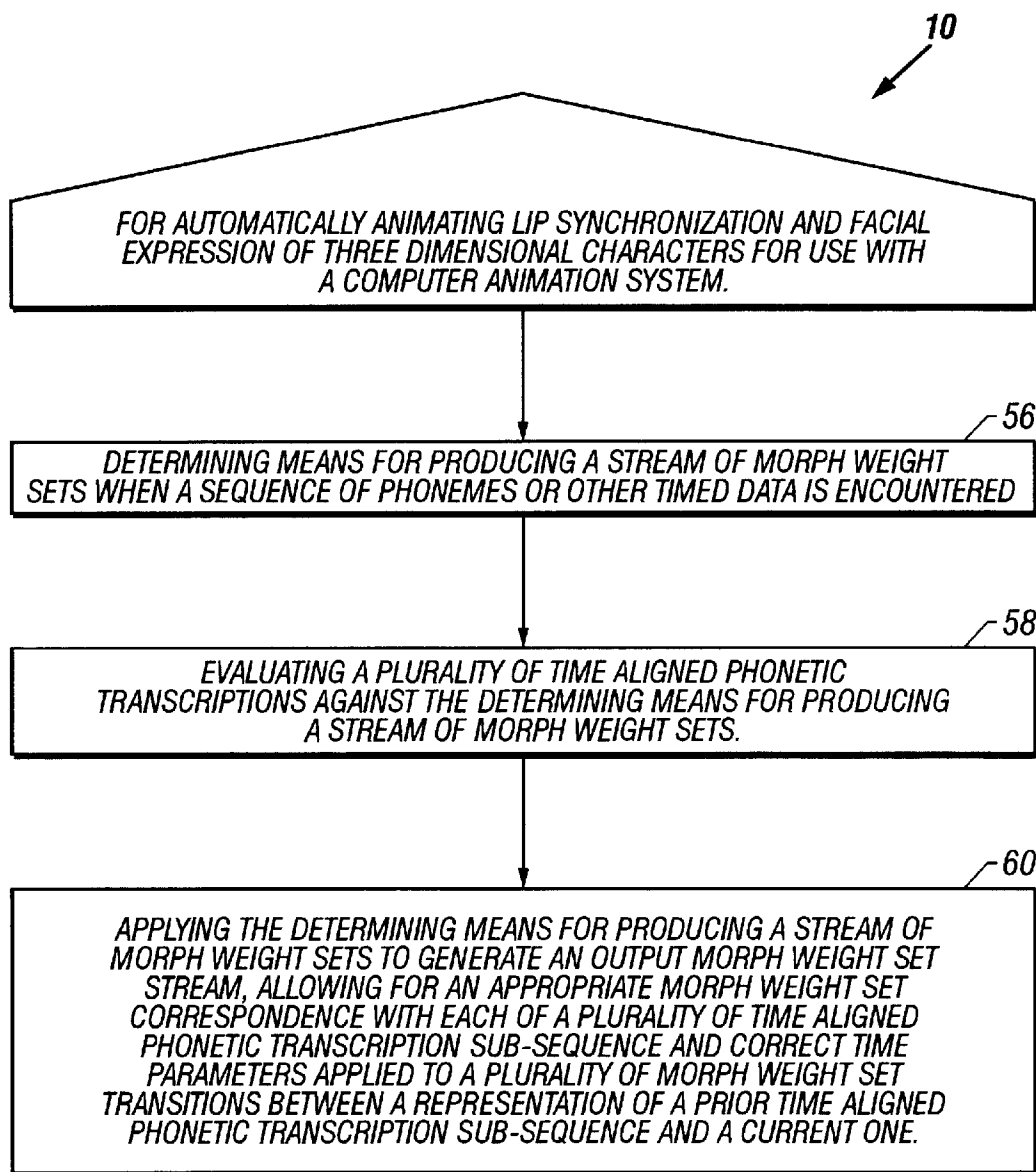 10
FOR AUTOMATICALLY ANIMATING LIP SYNCHRONIZATION AND FACIAL
EXPRESSION OF THREE DIMENSIONAL CHARACTERS FOR USE WITH
A COMPUTER ANIMATION SYSTEM.
56
DETERMINING MEANS FOR PRODUCING A STREAM OF MORPH WEIGHT
SETS WHEN A SEQUENCE OF PHONEMES OR OTHER TIMED DATA IS ENCOUNTERED
58
EVALUATING A PLURALITY OF TIME ALIGNED PHONETIC
TRANSCRIPTIONS AGAINST THE DETERMINING MEANS FOR PRODUCING
A STREAM OF MORPH WEIGHT SETS.
60
APPLYING THE DETERMINING MEANS FOR PRODUCING A STREAM OF
MORPH WEIGHT SETS TO GENERATE AN OUTPUT MORPH WEIGHT SET
STREAM, ALLOWING FOR AN APPROPRIATE MORPH WEIGHT SET
CORRESPONDENCE WITH EACH OF A PLURALITY OF TIME ALIGNED
PHONETIC TRANSCRIPTION SUB-SEQUENCE AND CORRECT TIME
PARAMETERS APPLIED TO A PLURALITY OF MORPH WEIGHT SET
TRANSITIONS BETWEEN A REPRESENTATION OF A PRIOR TIME ALIGNED
PHONETIC TRANSCRIPTION SUB-SEQUENCE AND A CURRENT ONE.